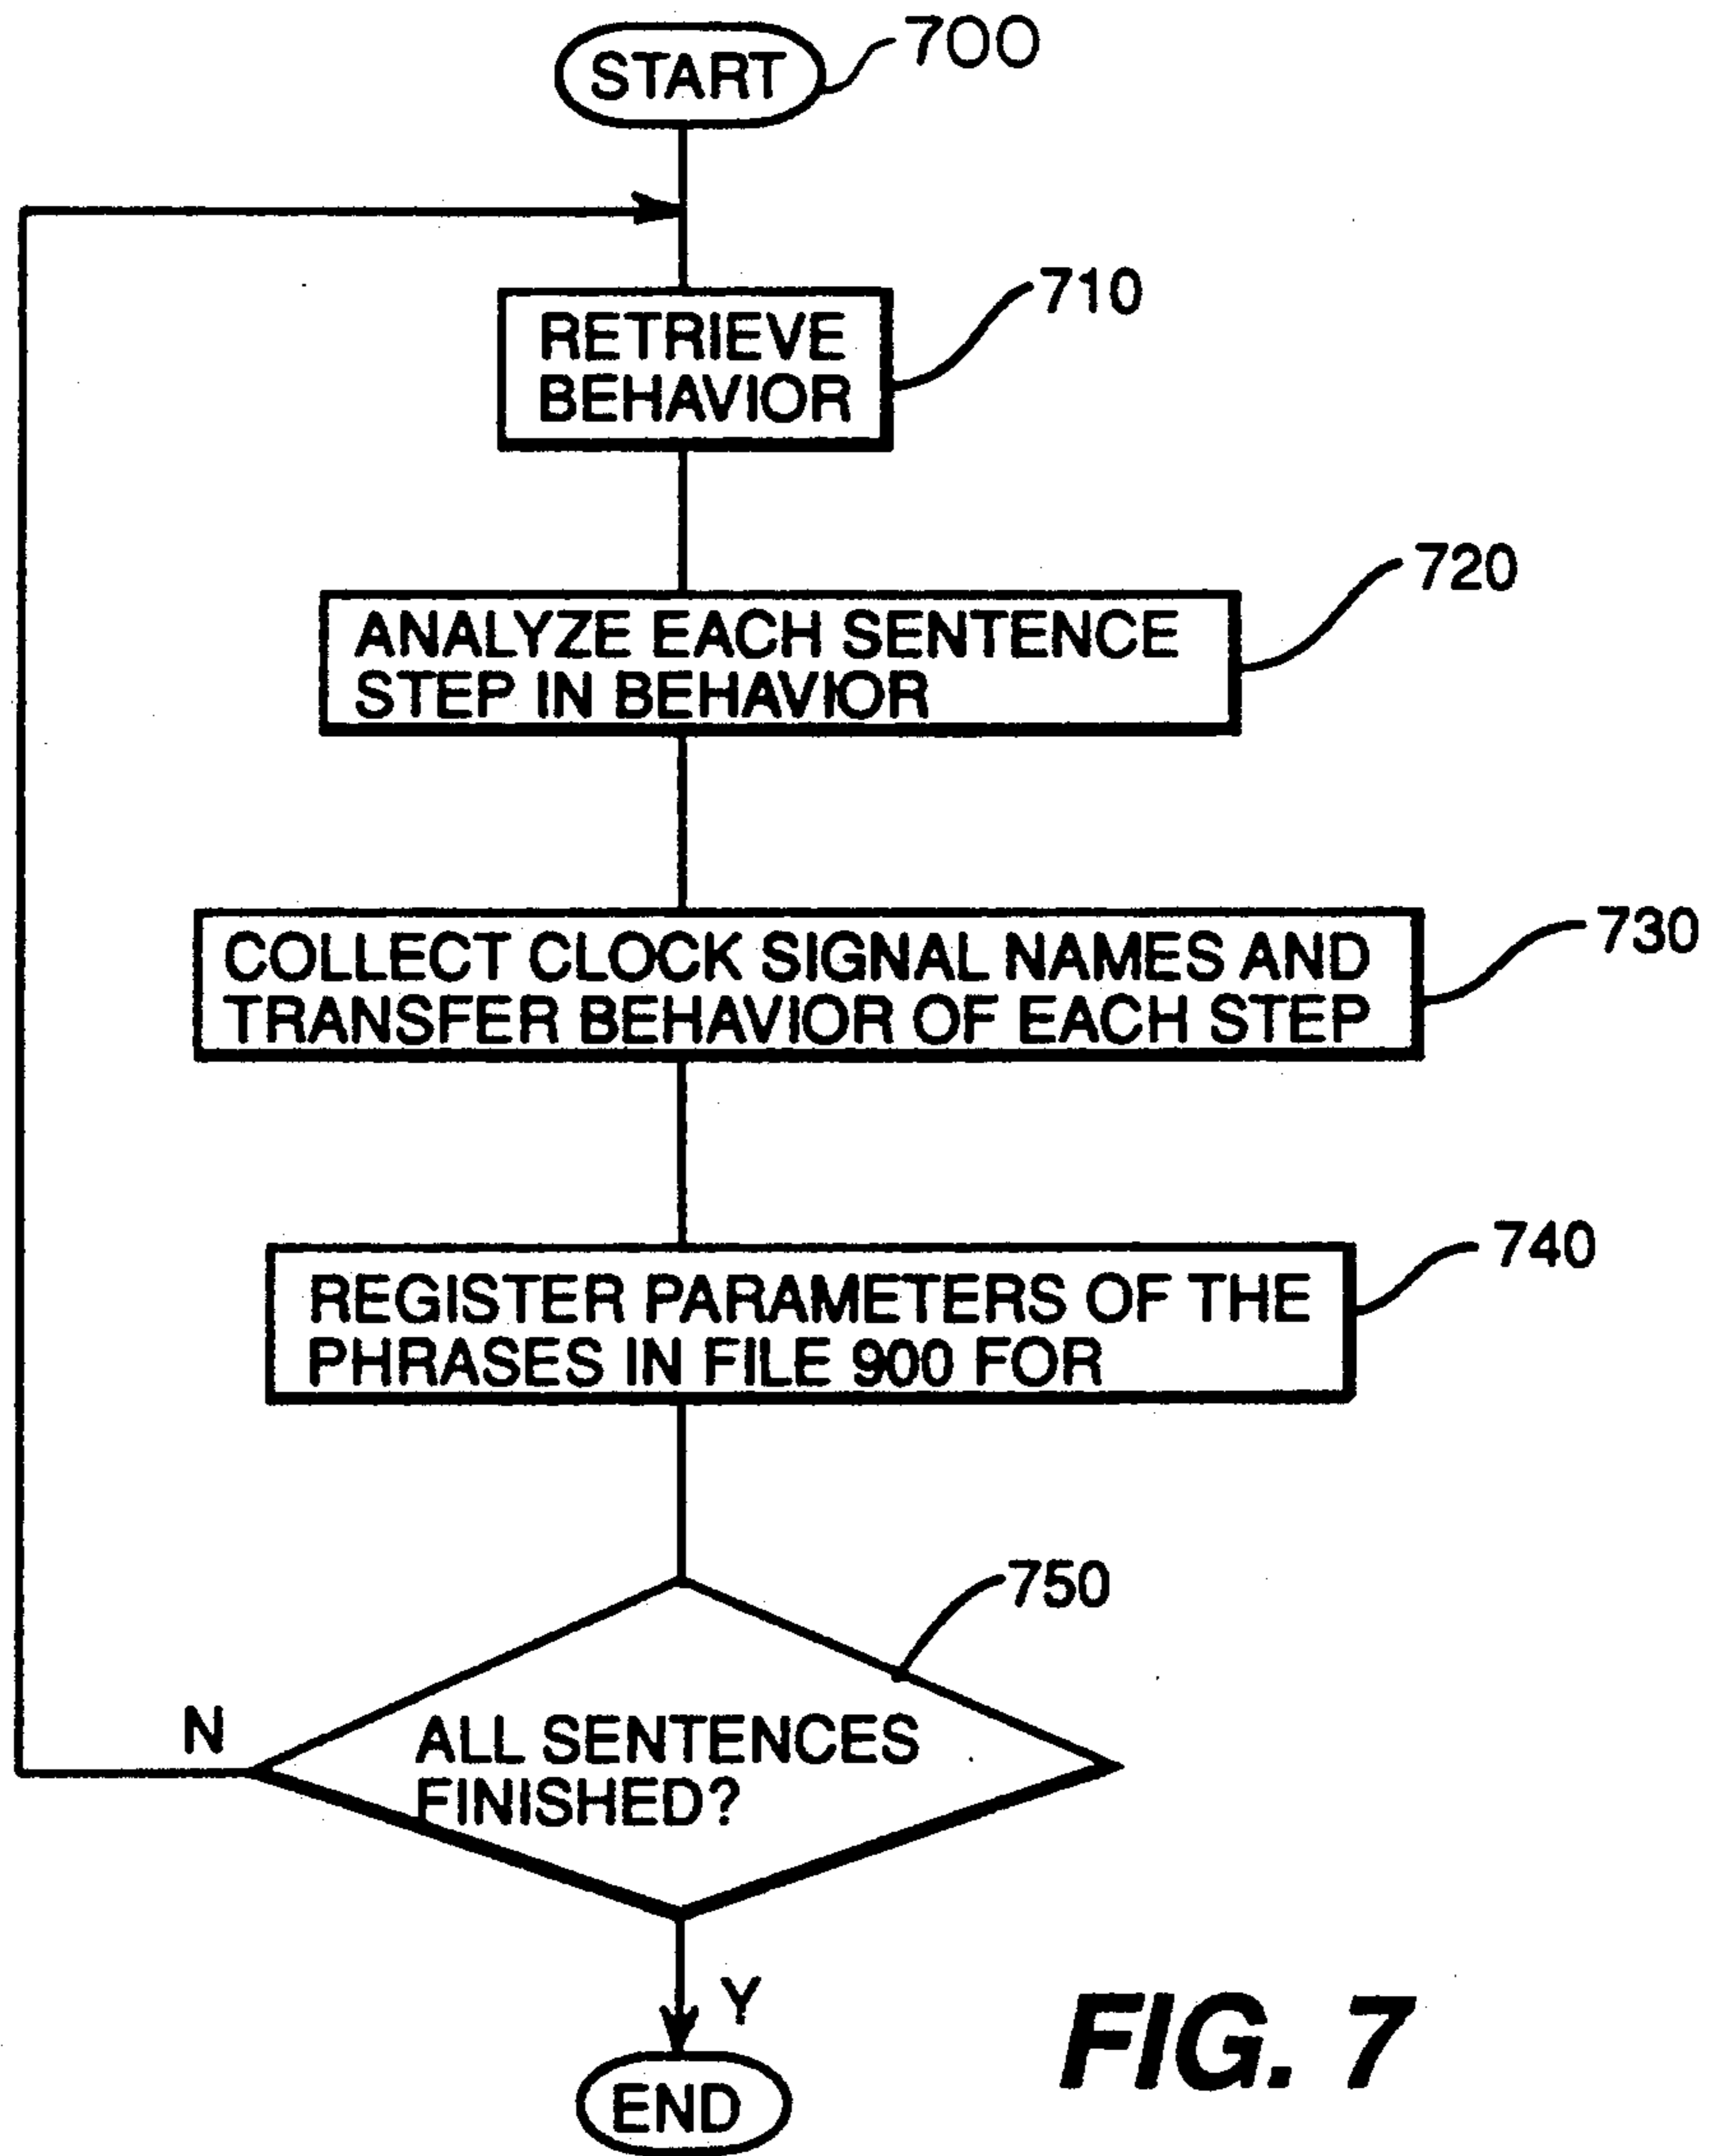 START
700
RETRIEVE
BEHAVIOR
710
ANALYZE EACH SENTENCE
STEP IN BEHAVIOR
720
COLLECT CLOCK SIGNAL NAMES AND
TRANSFER BEHAVIOR OF EACH STEP
730
REGISTER PARAMETERS OF THE
PHRASES IN FILE 900 FOR
740
750
ALL SENTENCES
FINISHED?
N
Y
END
FIG. 7